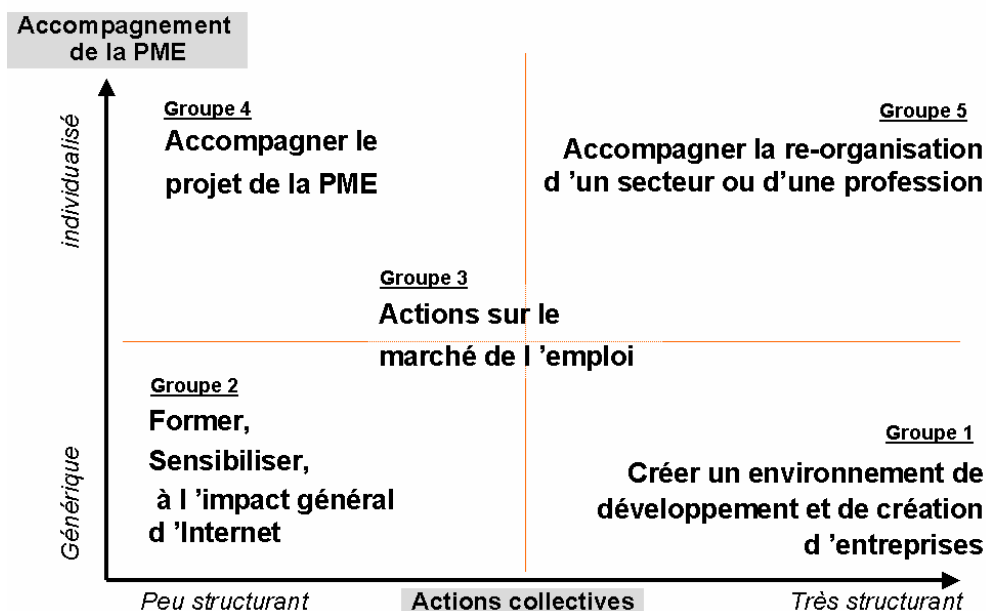 Accompagnement
de la PME
individualisé
Groupe 4
Accompagner le
projet de la PME
Groupe 5
Accompagner la re-organisation
d 'un secteur ou d'une profession
Groupe 3
Actions sur le
marché de l 'emploi
Générique
Groupe 2
Former,
Sensibiliser,
à l 'impact général
d 'Internet
Groupe 1
Créer un environnement de
développement et de création
d 'entreprises
Peu structurant
Actions collectives
Très structurant